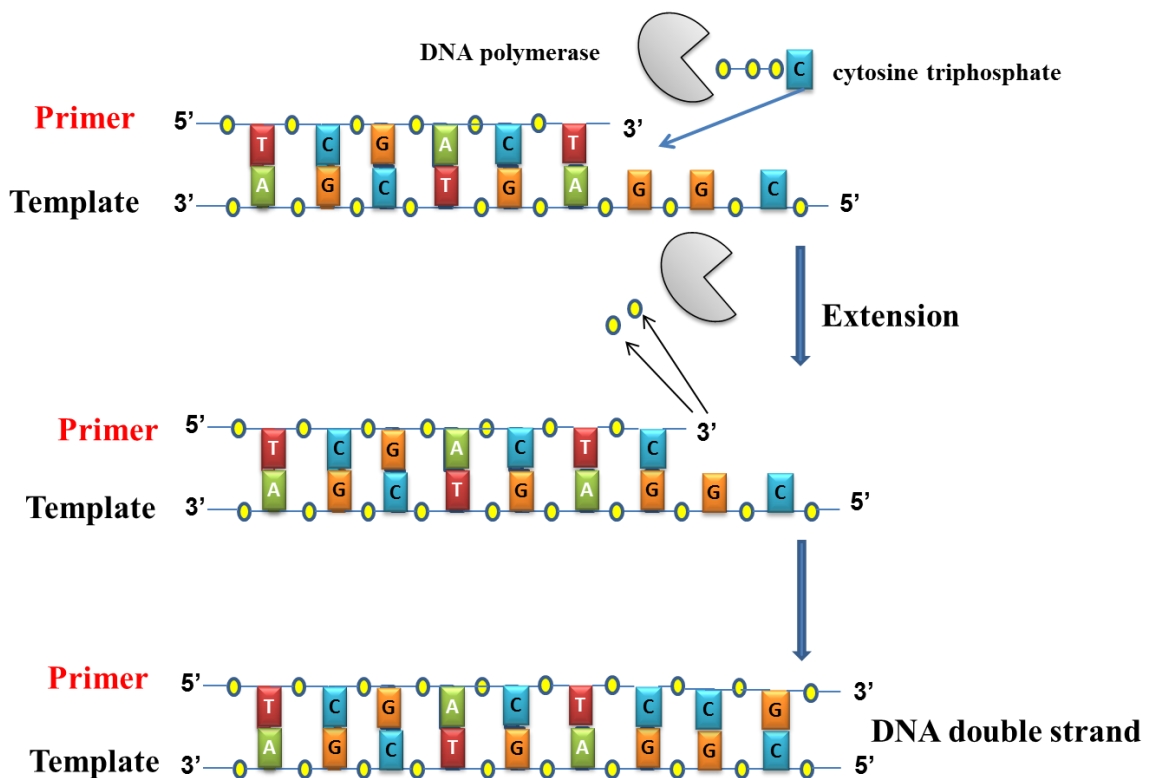 DNA polymerase
C
cytosine triphosphate
Primer 5’ 3’
T C G A C T
A G C T G A G G C
Template 3’ 5’
Extension
Primer 5’ 3’
T C G A C T C
A G C T G A G G C
Template 3’ 5’
Primer 5’ 3’
T C G A C T C C G
DNA double strand
A G C T G A G G C
Template 3’ 5’